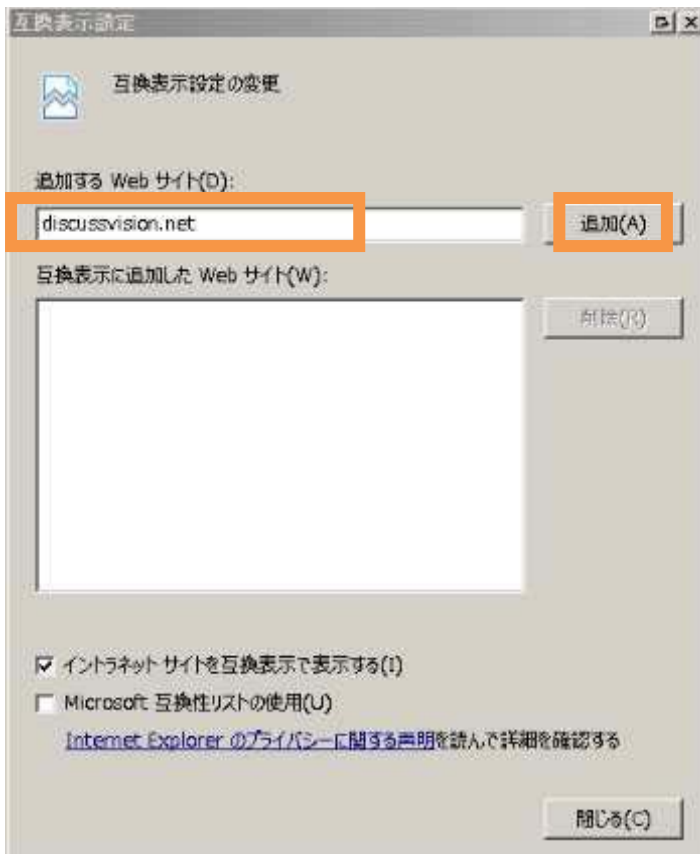 互換表示設定
互換表示設定の変更
追加する Web サイト(D):
discussvision.net
追加(A)
互換表示に追加した Web サイト(W):
削除(R)
イントラネット サイトを互換表示で表示する(I)
Microsoft 互換性リストの使用(U)
Internet Explorer のプライバシーに関する声明を読んで詳細を確認する
閉じる(C)